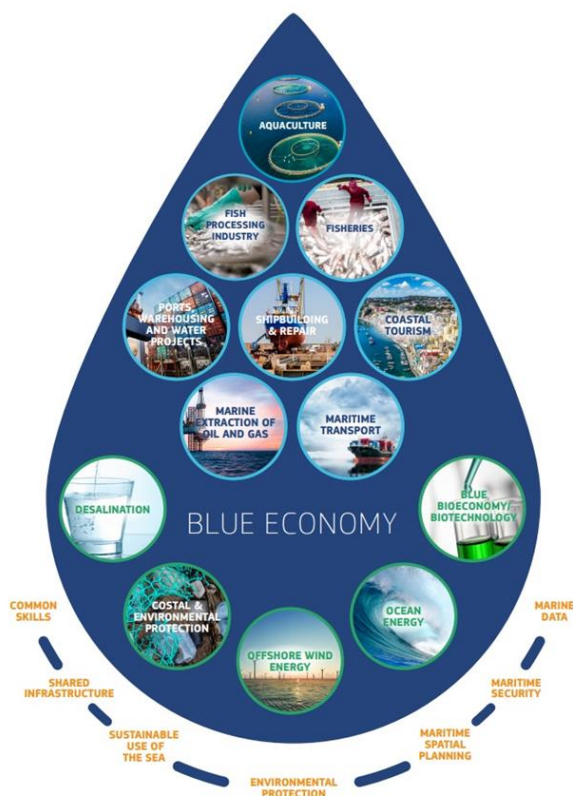 AQUACULTURE
FISH
PROCESSING
INDUSTRY
FISHERIES
PORTS,
WAREHOUSING
AND WATER
PROJECTS
SHIPBUILDING
& REPAIR
COASTAL
TOURISM
MARINE
EXTRACTION OF
OIL AND GAS
MARITIME
TRANSPORT
DESALINATION
BLUE
BIOECONOMY/
BIOTECHNOLOGY
BLUE ECONOMY
COSTAL &
ENVIRONMENTAL
PROTECTION
OCEAN
ENERGY
OFFSHORE WIND
ENERGY
COMMON
SKILLS
SHARED
INFRASTRUCTURE
SUSTAINABLE
USE OF
THE SEA
ENVIRONMENTAL
PROTECTION
MARITIME
SPATIAL
PLANNING
MARITIME
SECURITY
MARINE
DATA